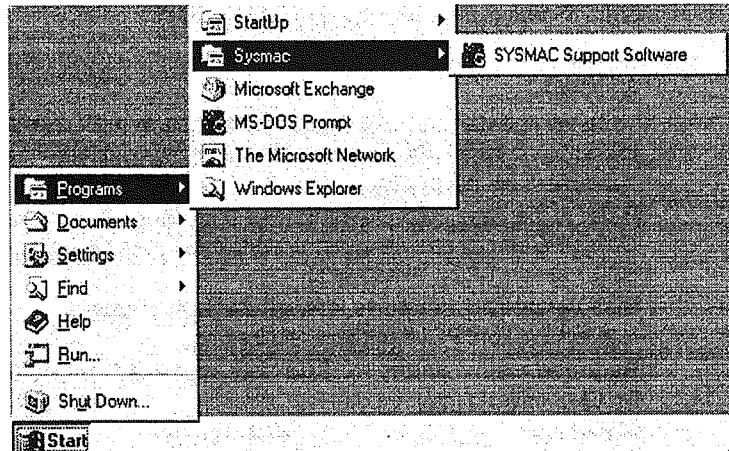 StartUp
Sysmac
SYSMAC Support Software
Microsoft Exchange
MS-DOS Prompt
The Microsoft Network
Windows Explorer
Programs
Documents
Settings
Find
Help
Run...
Shut Down...
Start